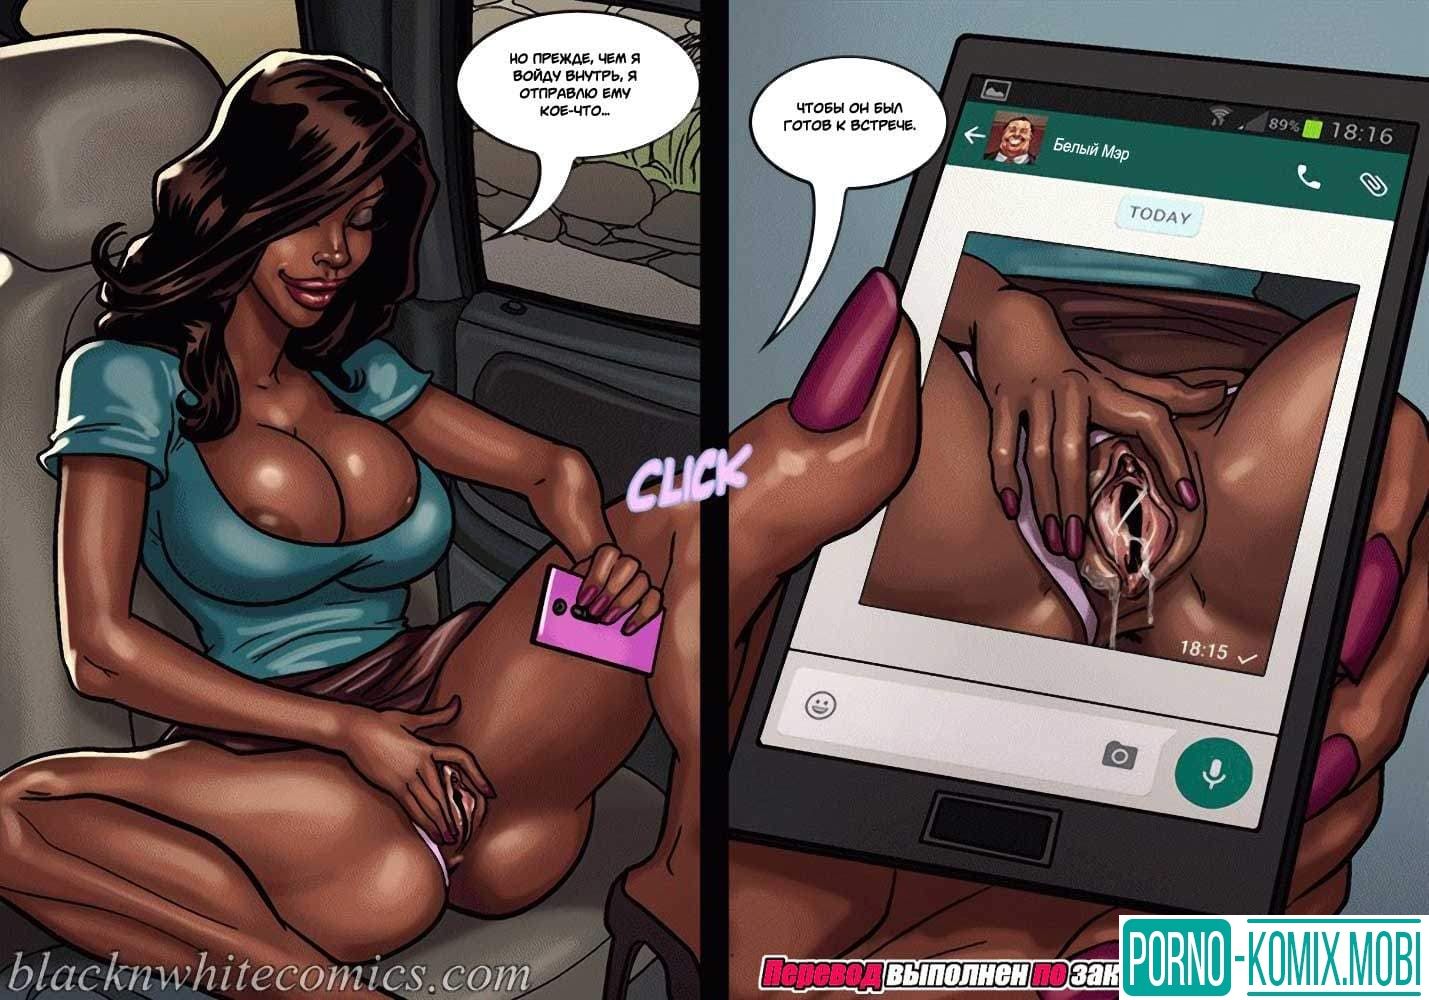 НО ПРЕЖДЕ, ЧЕМ Я
ВОЙДУ ВНУТРЬ, Я
ОТПРАВЛЮ ЕМУ
КОЕ-ЧТО...
ЧТОБЫ ОН БЫЛ
ГОТОВ К ВСТРЕЧЕ.
89% 18:16
Белый Мэр
TODAY
CLICK
18:15
blacknwhitecomics.com
Перевод выполнен по зак
PORNO-KOMIX.MOBI